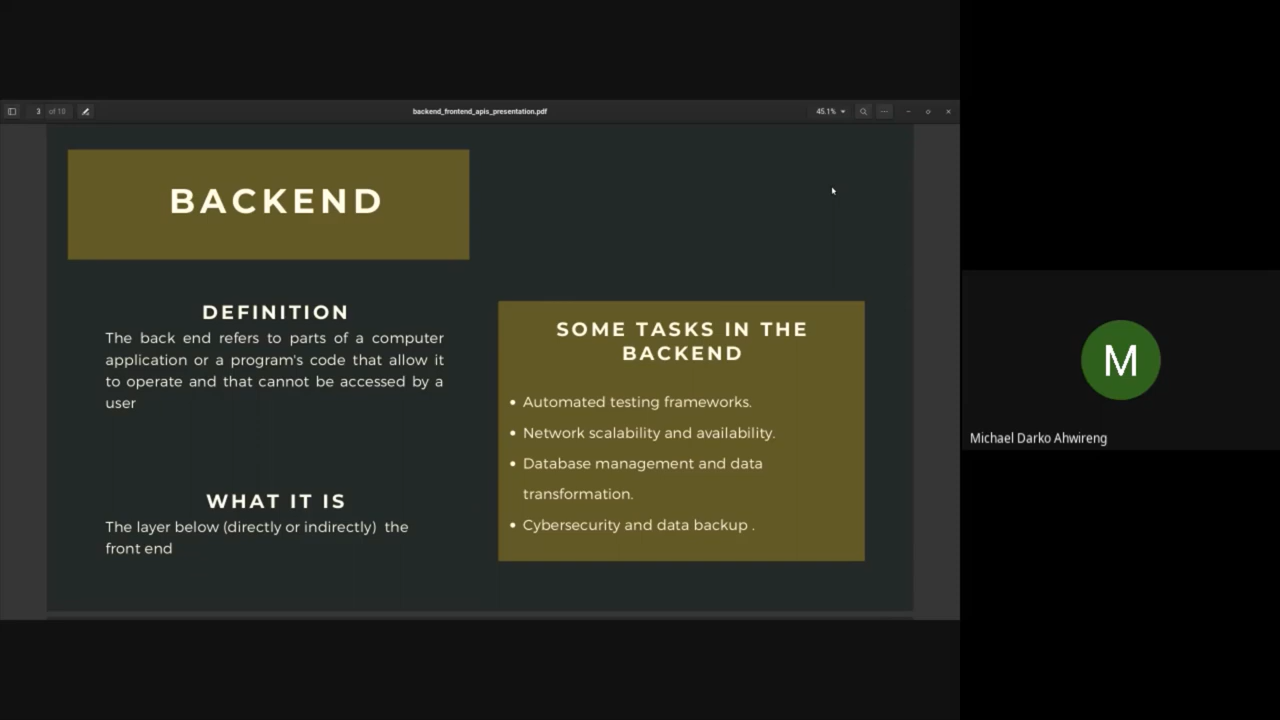 3 of 10
backend_frontend_apis_presentation.pdf
45.1%
BACKEND
DEFINITION
The back end refers to parts of a computer
application or a program's code that allow it
to operate and that cannot be accessed by a
user
WHAT IT IS
The layer below (directly or indirectly) the
front end
SOME TASKS IN THE
BACKEND
• Automated testing frameworks.
• Network scalability and availability.
• Database management and data
transformation.
• Cybersecurity and data backup .
M
Michael Darko Ahwireng